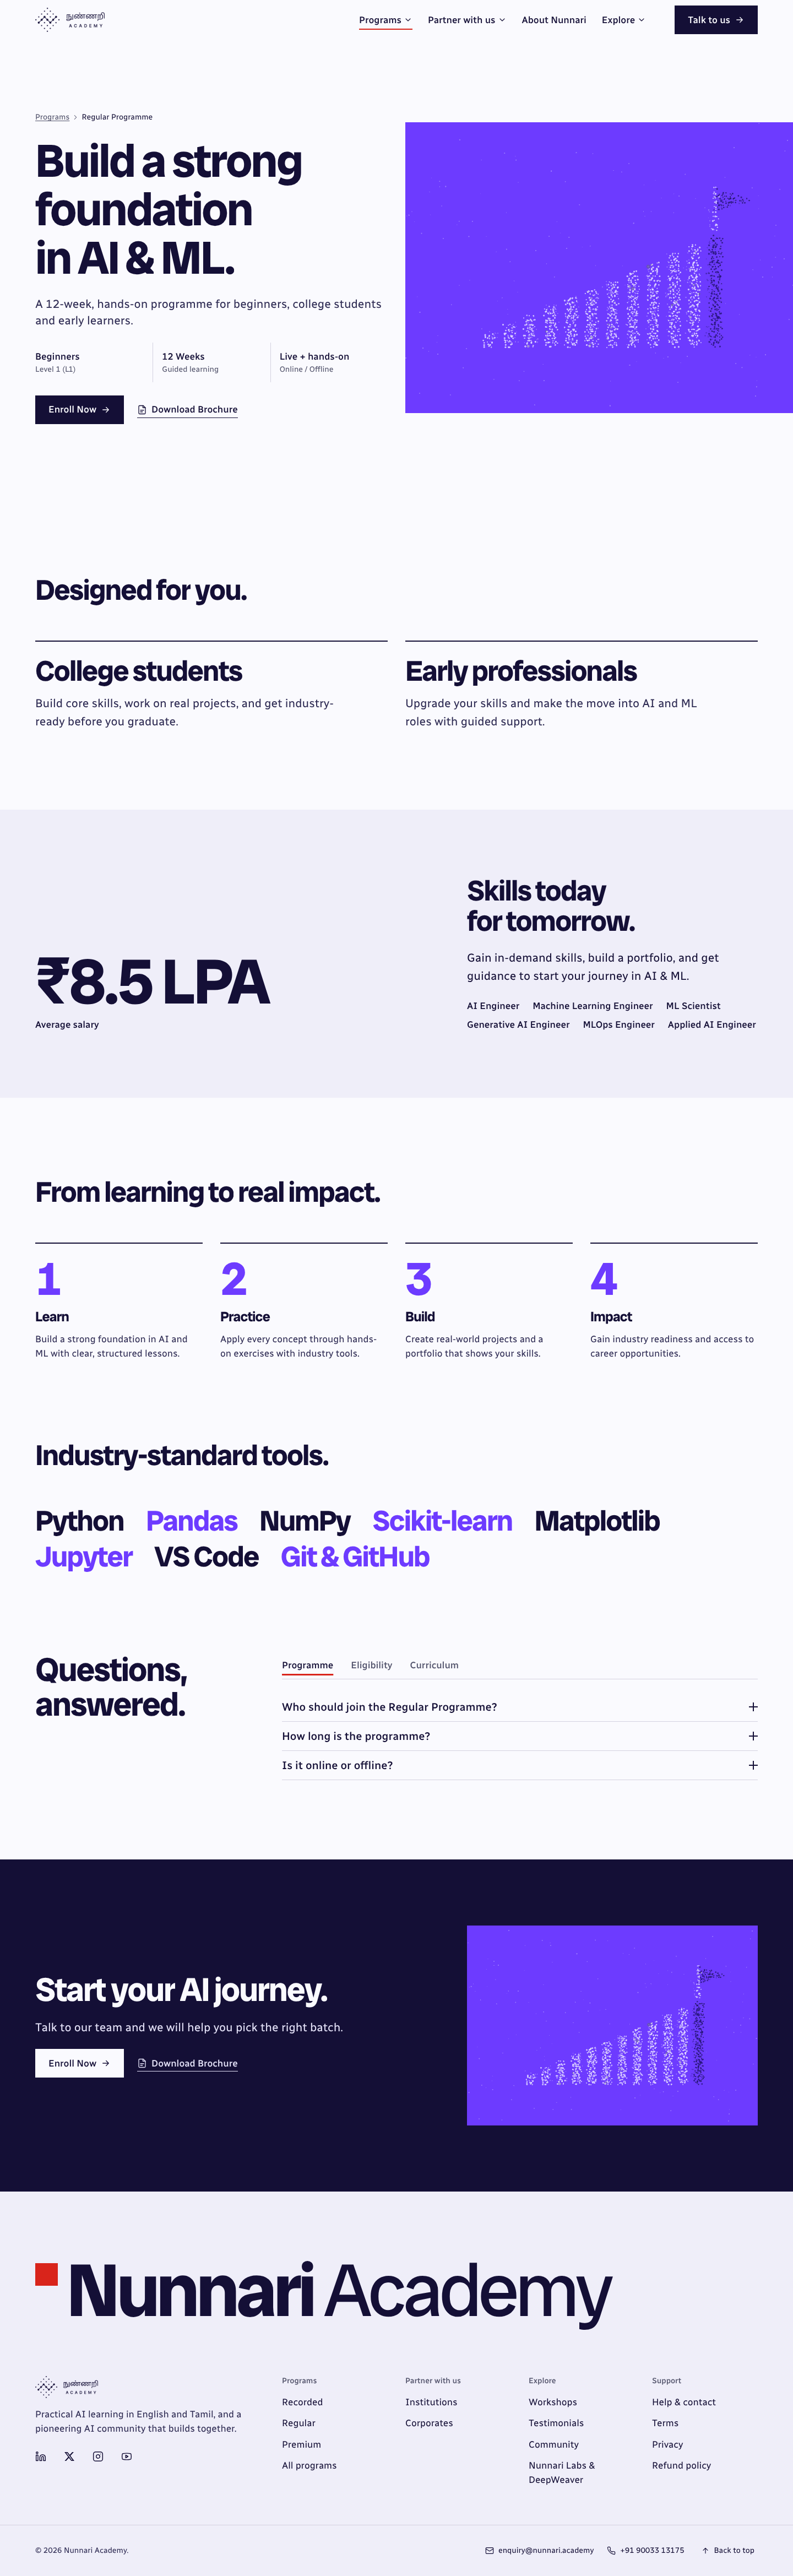 நுண்ணறி
ACADEMY
Programs
Partner with us
About Nunnari
Explore
Talk to us →
Programs > Regular Programme
Build a strong
foundation
in AI & ML.
A 12-week, hands-on programme for beginners, college students
and early learners.
Beginners
Level 1 (L1)
12 Weeks
Guided learning
Live + hands-on
Online / Offline
Enroll Now →
Download Brochure
Designed for you.
College students
Build core skills, work on real projects, and get industry-
ready before you graduate.
Early professionals
Upgrade your skills and make the move into AI and ML
roles with guided support.
₹8.5 LPA
Average salary
Skills today
for tomorrow.
Gain in-demand skills, build a portfolio, and get
guidance to start your journey in AI & ML.
AI Engineer Machine Learning Engineer ML Scientist
Generative AI Engineer MLOps Engineer Applied AI Engineer
From learning to real impact.
1
Learn
Build a strong foundation in AI and
ML with clear, structured lessons.
2
Practice
Apply every concept through hands-
on exercises with industry tools.
3
Build
Create real-world projects and a
portfolio that shows your skills.
4
Impact
Gain industry readiness and access to
career opportunities.
Industry-standard tools.
Python Pandas NumPy Scikit-learn Matplotlib
Jupyter VS Code Git & GitHub
Questions,
answered.
Programme Eligibility Curriculum
Who should join the Regular Programme? +
How long is the programme? +
Is it online or offline? +
Start your AI journey.
Talk to our team and we will help you pick the right batch.
Enroll Now →
Download Brochure
Nunnari Academy
நுண்ணறி
ACADEMY
Practical AI learning in English and Tamil, and a
pioneering AI community that builds together.
Programs
Recorded
Regular
Premium
All programs
Partner with us
Institutions
Corporates
Explore
Workshops
Testimonials
Community
Nunnari Labs &
DeepWeaver
Support
Help & contact
Terms
Privacy
Refund policy
© 2026 Nunnari Academy.
enquiry@nunnari.academy
+91 90033 13175
↑ Back to top